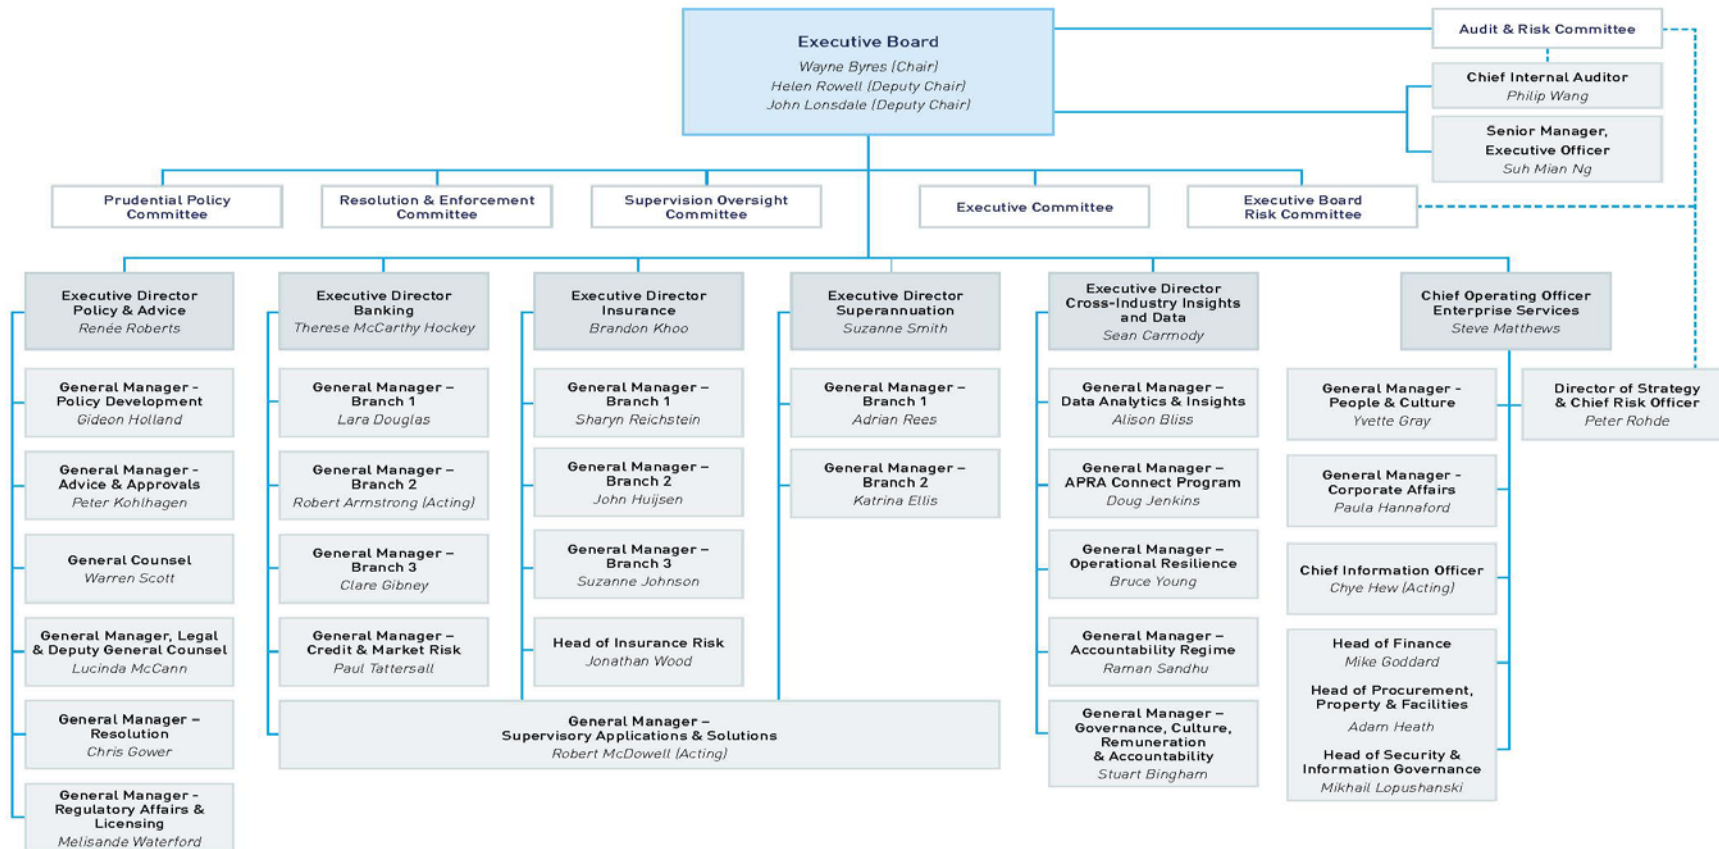 Executive Board
Wayne Byres (Chair)
Helen Rowell (Deputy Chair)
John Lonsdale (Deputy Chair)
Audit & Risk Committee
Chief Internal Auditor
Philip Wang
Senior Manager,
Executive Officer
Suh Mian Ng
Prudential Policy
Committee
Resolution & Enforcement
Committee
Supervision Oversight
Committee
Executive Committee
Executive Board
Risk Committee
Executive Director
Policy & Advice
Renée Roberts
General Manager -
Policy Development
Gideon Holland
General Manager -
Advice & Approvals
Peter Kohlhagen
General Counsel
Warren Scott
General Manager, Legal
& Deputy General Counsel
Lucinda McCann
General Manager –
Resolution
Chris Gower
General Manager -
Regulatory Affairs &
Licensing
Melisande Waterford
Executive Director
Banking
Therese McCarthy Hockey
General Manager –
Branch 1
Lara Douglas
General Manager –
Branch 2
Robert Armstrong (Acting)
General Manager –
Branch 3
Clare Gibney
General Manager –
Credit & Market Risk
Paul Tattersall
Executive Director
Insurance
Brandon Khoo
General Manager –
Branch 1
Sharyn Reichstein
General Manager –
Branch 2
John Huijsen
General Manager –
Branch 3
Suzanne Johnson
Head of Insurance Risk
Jonathan Wood
Executive Director
Superannuation
Suzanne Smith
General Manager –
Branch 1
Adrian Rees
General Manager –
Branch 2
Katrina Ellis
General Manager –
Supervisory Applications & Solutions
Robert McDowell (Acting)
Executive Director
Cross-Industry Insights
and Data
Sean Carmody
General Manager –
Data Analytics & Insights
Alison Bliss
General Manager –
APRA Connect Program
Doug Jenkins
General Manager –
Operational Resilience
Bruce Young
General Manager –
Accountability Regime
Raman Sandhu
General Manager –
Governance, Culture,
Remuneration
& Accountability
Stuart Bingham
Chief Operating Officer
Enterprise Services
Steve Matthews
General Manager -
People & Culture
Yvette Gray
Director of Strategy
& Chief Risk Officer
Peter Rohde
General Manager
-Corporate Affairs
Paula Hannaford
Chief Information Officer
Chye Hew (Acting)
Head of Finance
Mike Goddard
Head of Procurement,
Property & Facilities
Adam Heath
Head of Security &
Information Governance
Mikhail Lopushanski